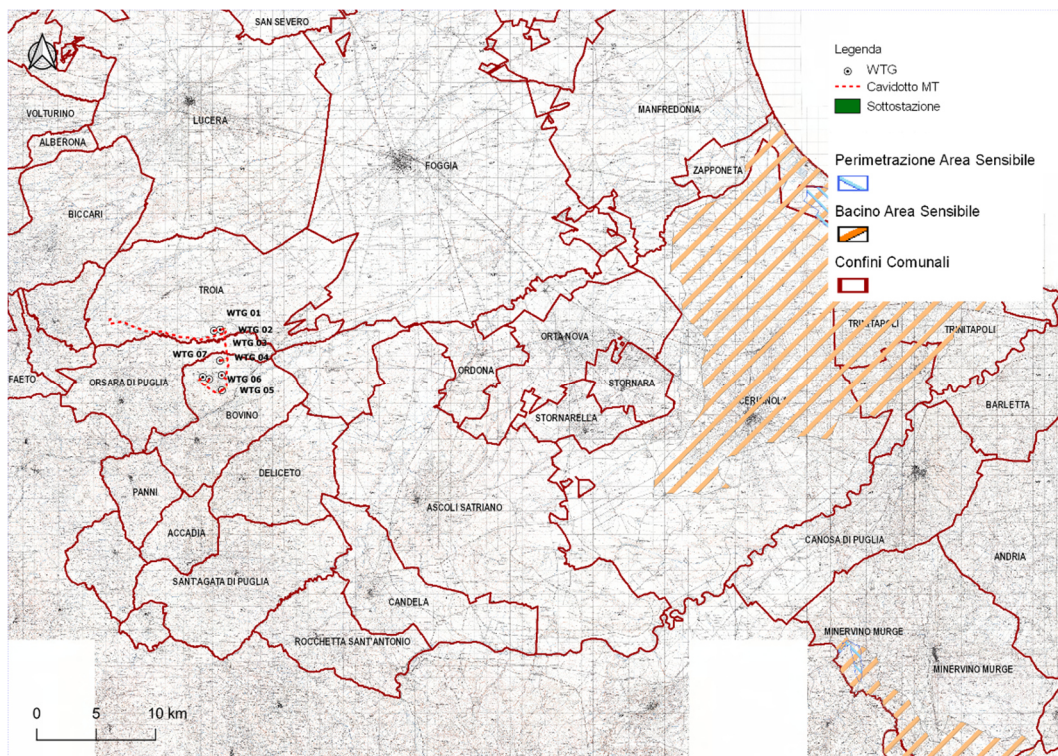 SAN SEVERO
Legenda
WTG
Cavidotto MT
Sottostazione
Perimetrazione Area Sensibile
Bacino Area Sensibile
Confini Comunali
VOLTURINO
LUCERA
MANFREDONIA
ALBERONA
FOGGIA
ZAPPONETA
BICCARI
TROIA
WTG 01
WTG 02
WTG 03
WTG 07
WTG 04
WTG 06
WTG 05
ORTA NOVA
TRINITAPOLI
TRINITAPOLI
FAETO
ORSARA DI PUGLIA
ORDONA
STORNARA
CERIGNOLA
BARLETTA
BOVINO
STORNARELLA
DELICETO
PANNI
ASCOLI SATRIANO
ACCADIA
CANOSA DI PUGLIA
ANDRIA
SANT'AGATA DI PUGLIA
CANDELA
ROCCHETTA SANT'ANTONIO
MINERVINO MURGE
MINERVINO MURGE
0 5 10 km